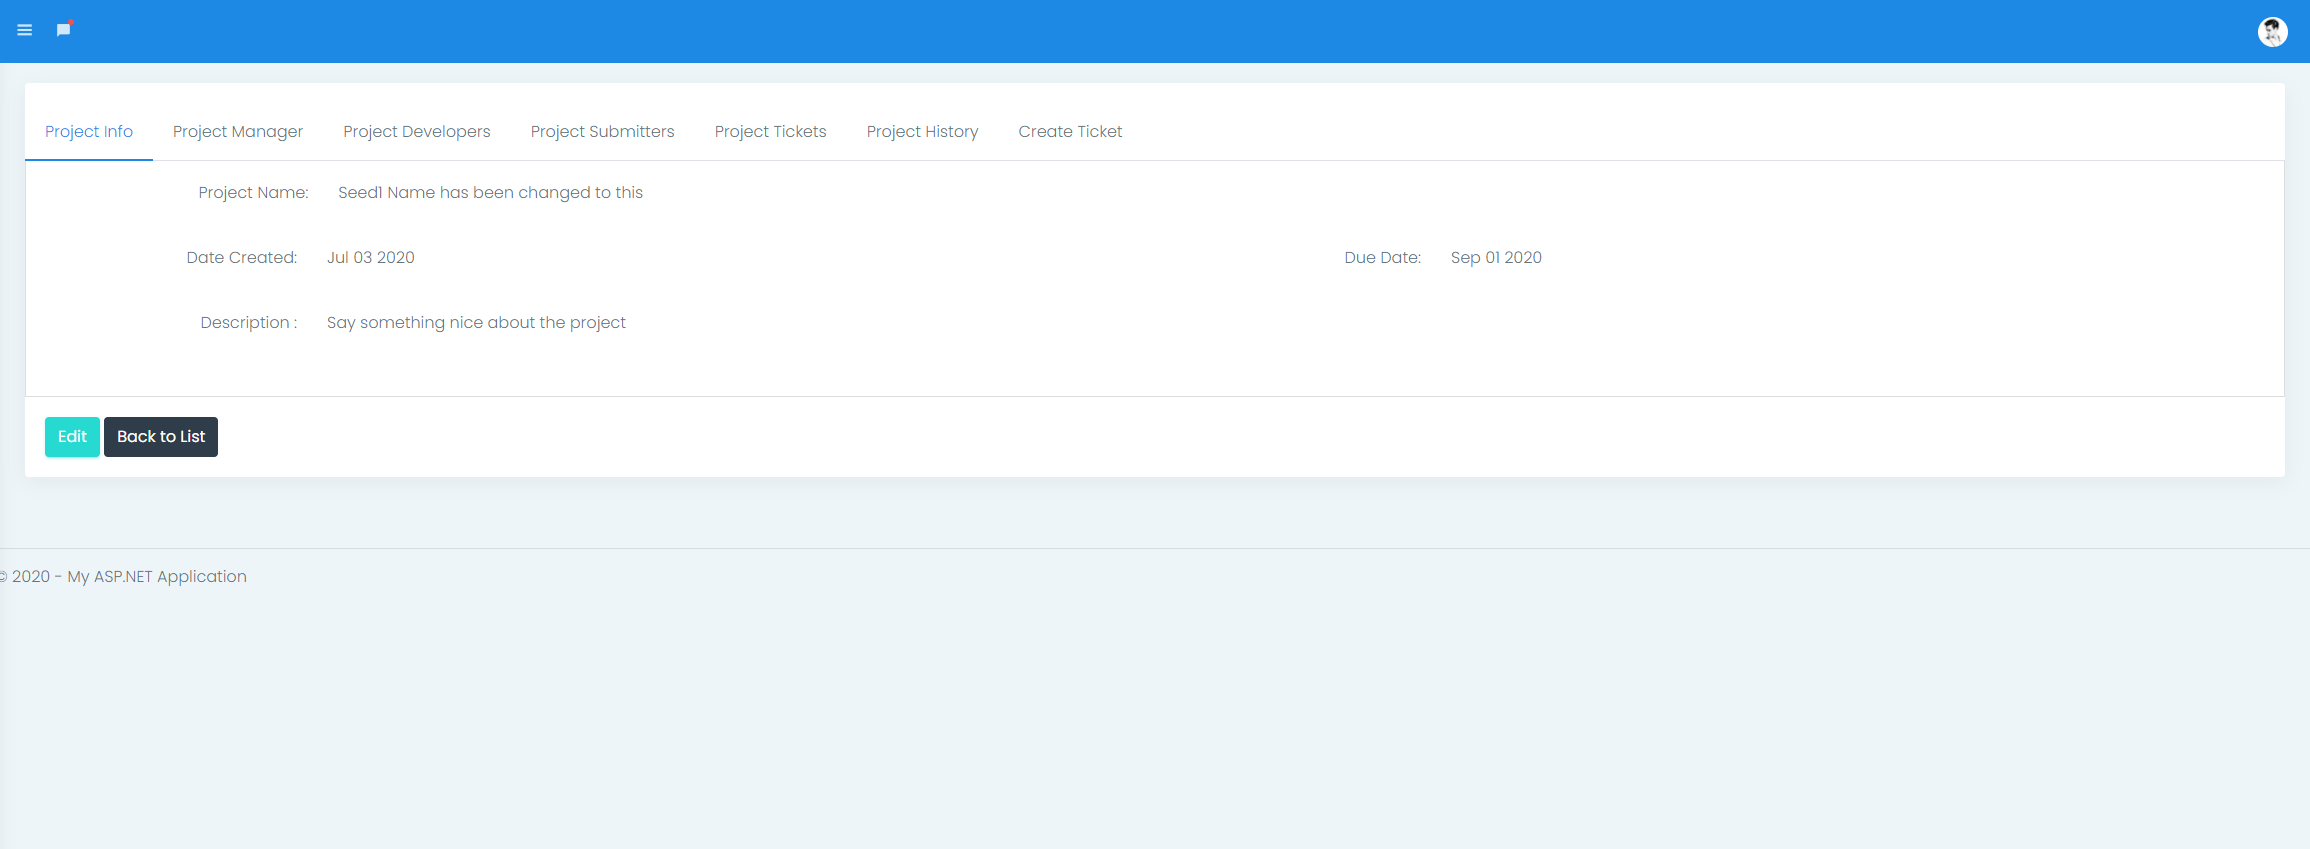 Project Info Project Manager Project Developers Project Submitters Project Tickets Project History Create Ticket
Project Name: Seed1 Name has been changed to this
Date Created: Jul 03 2020 Due Date: Sep 01 2020
Description : Say something nice about the project
Edit Back to List
© 2020 - My ASP.NET Application